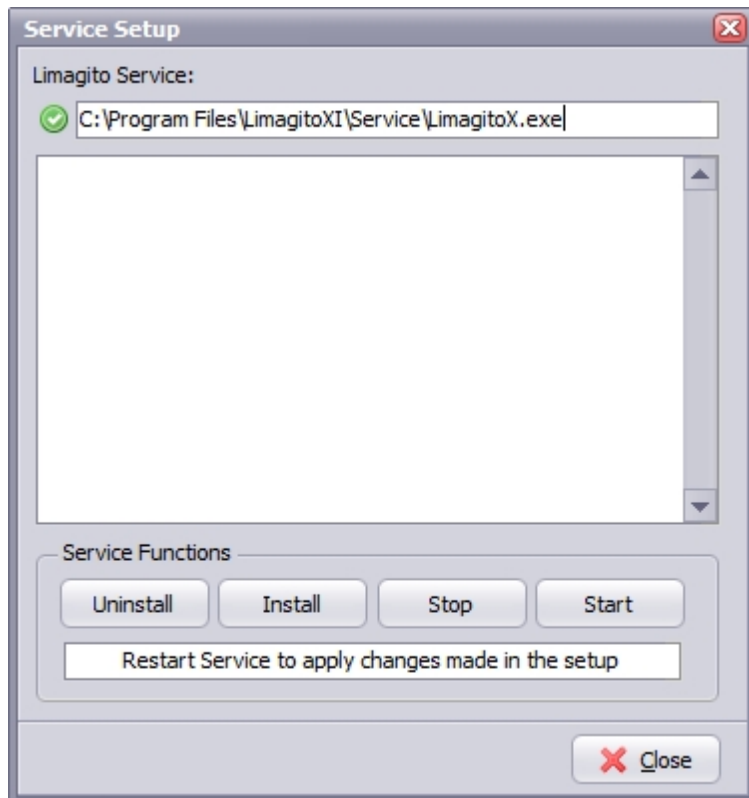 Service Setup
Limagito Service:
C:\Program Files\LimagitoXI\Service\LimagitoX.exe
Service Functions
Uninstall
Install
Stop
Start
Restart Service to apply changes made in the setup
Close